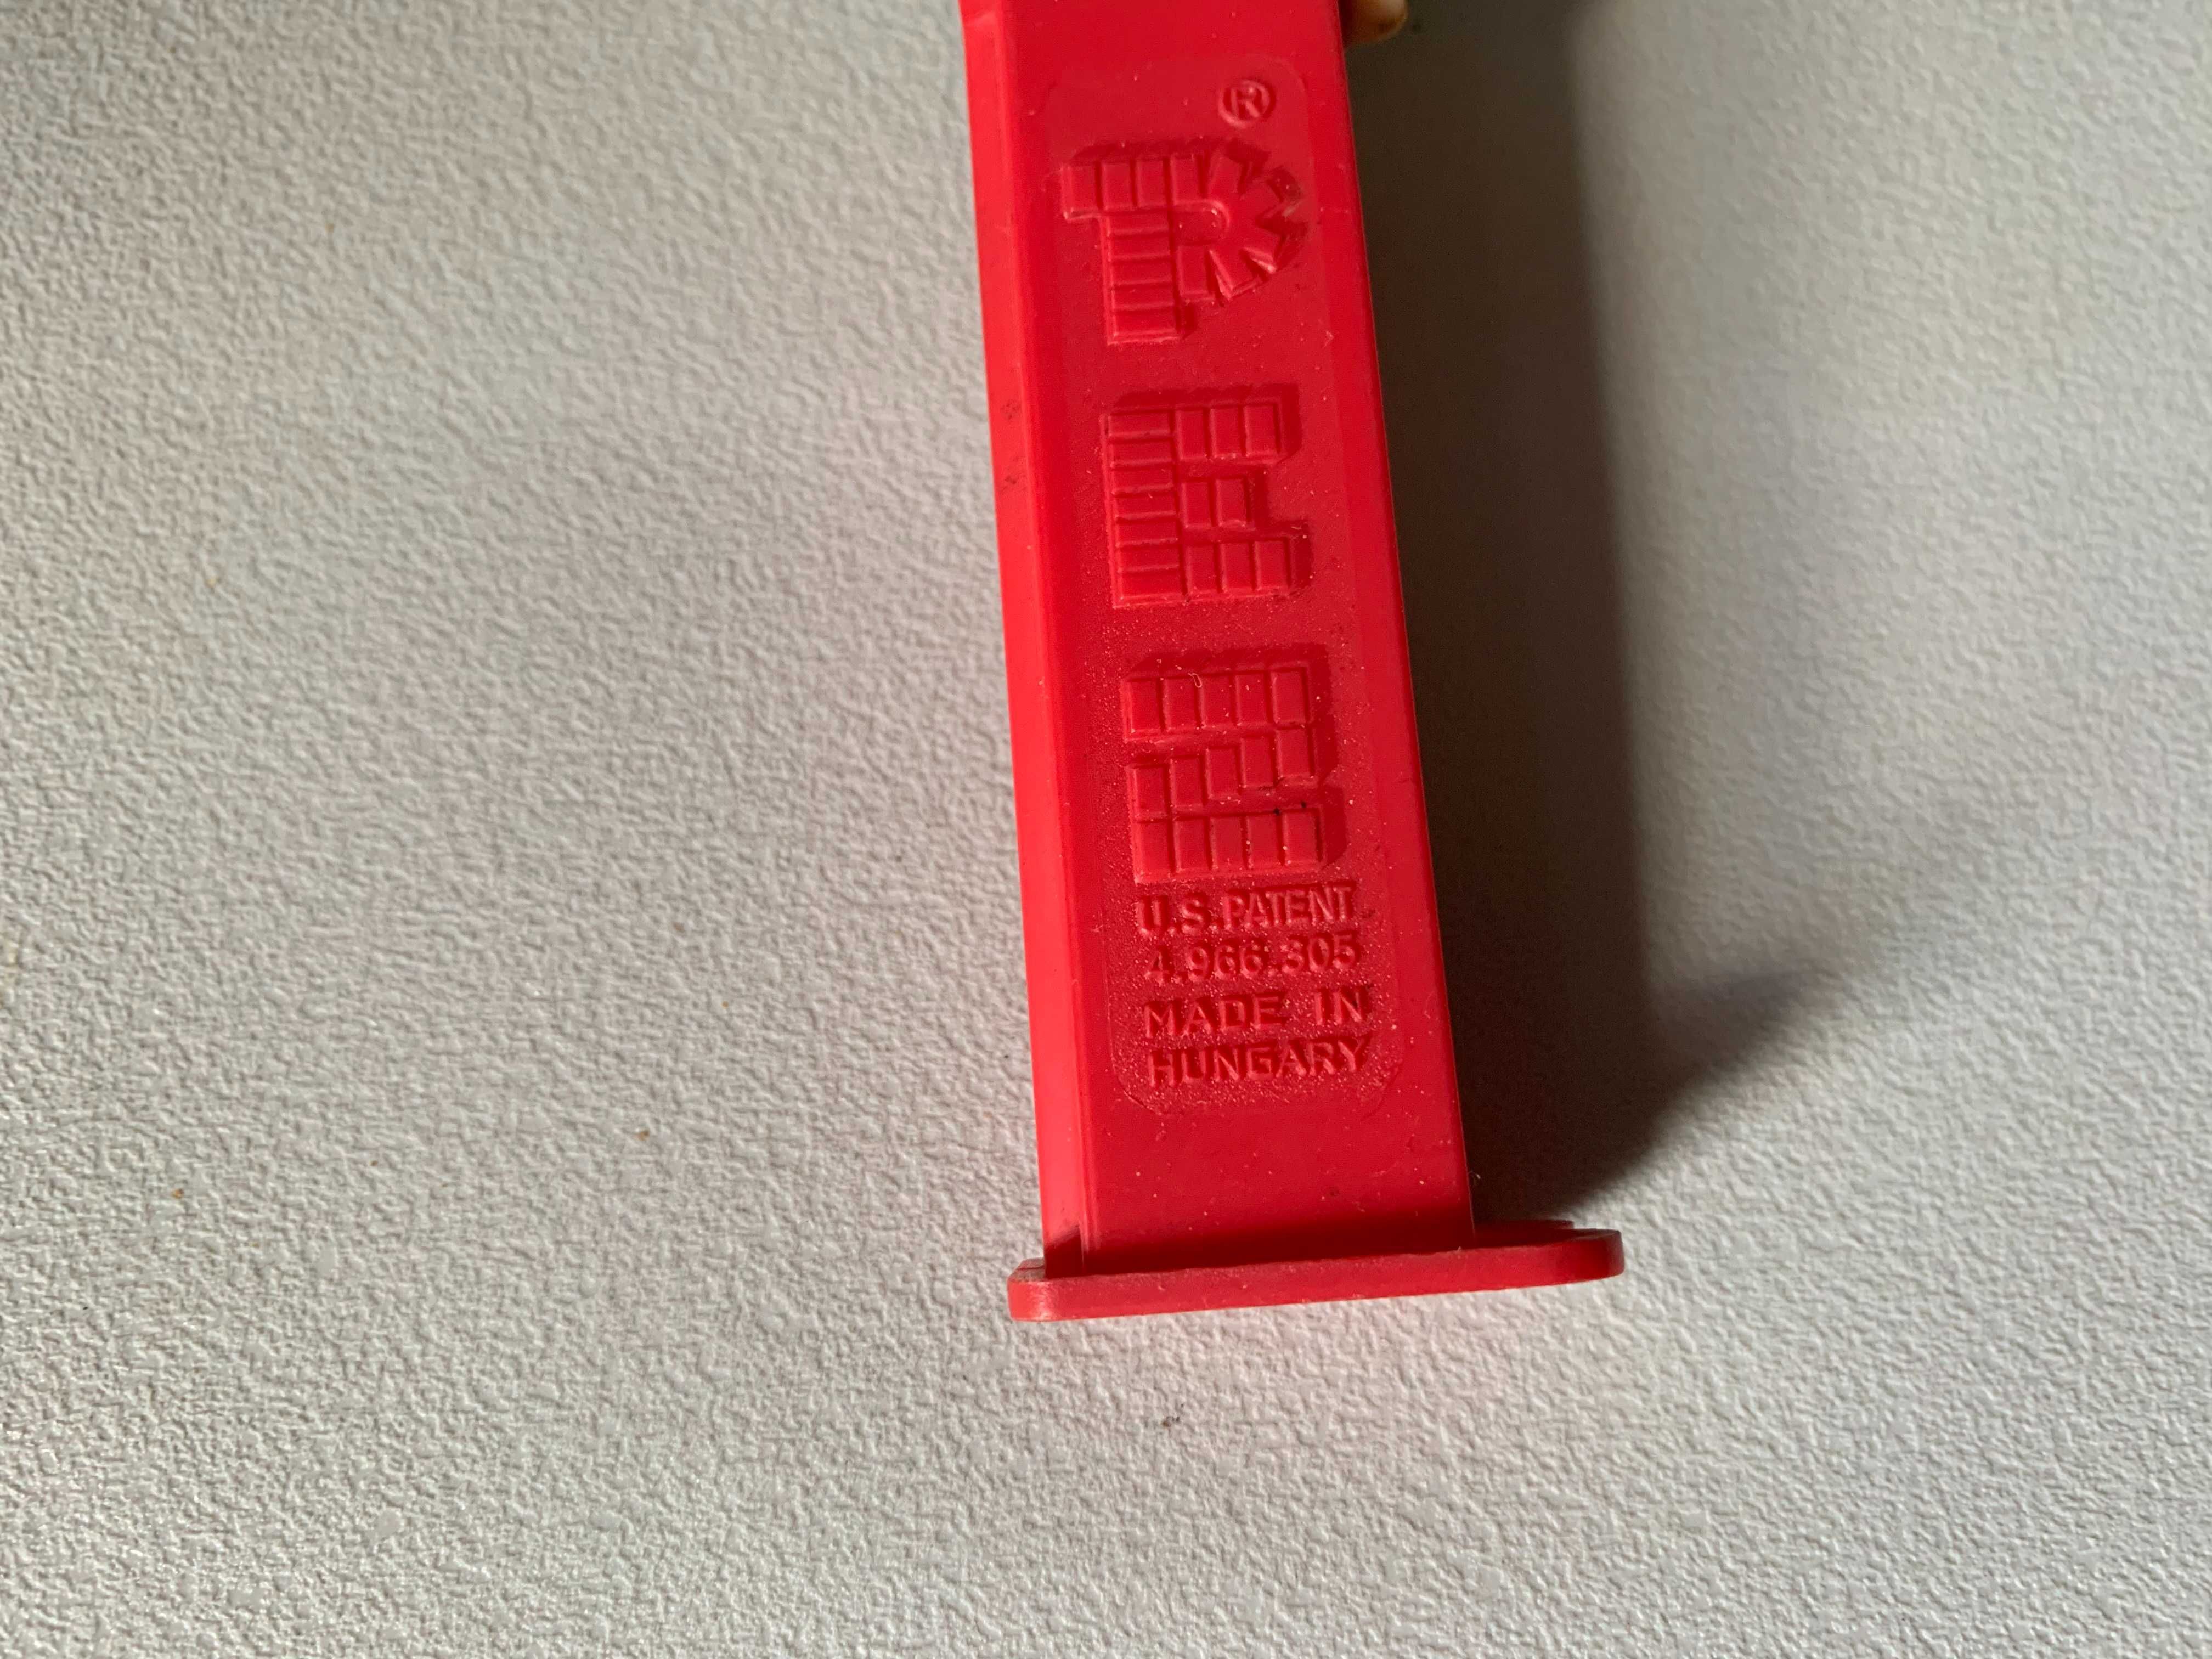 ®
PEZ
U.S.PATENT
4.966.305
MADE IN
HUNGARY